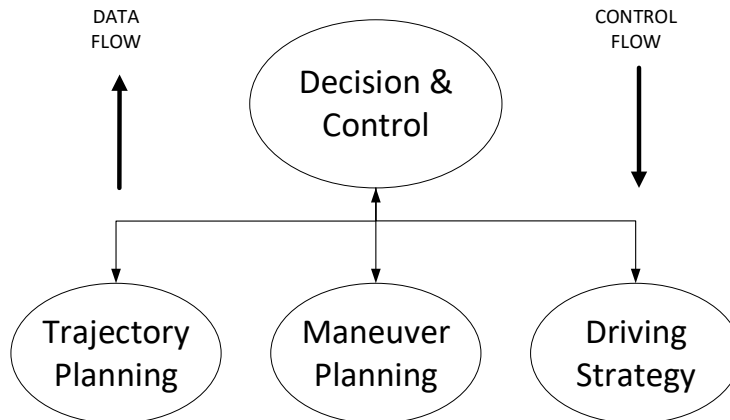 DATA
FLOW
CONTROL
FLOW
Decision &
Control
Trajectory
Planning
Maneuver
Planning
Driving
Strategy